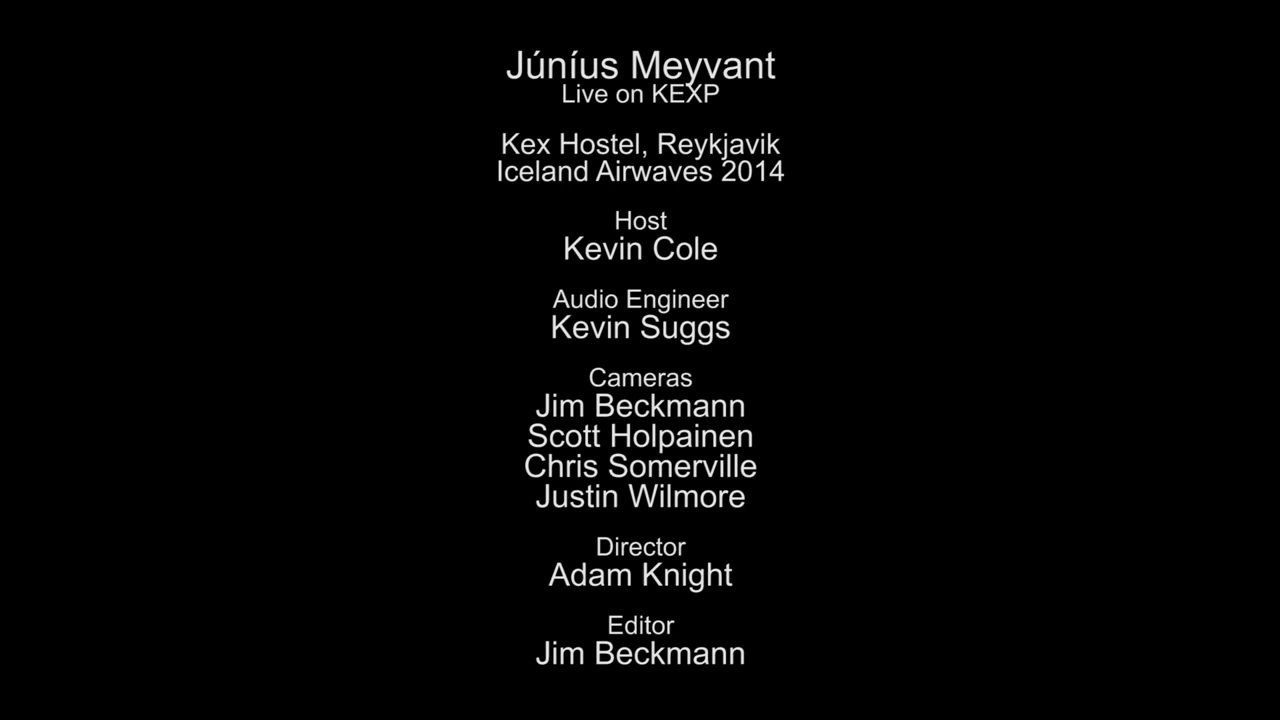 Júníus Meyvant
Live on KEXP
Kex Hostel, Reykjavik
Iceland Airwaves 2014
Host
Kevin Cole
Audio Engineer
Kevin Suggs
Cameras
Jim Beckmann
Scott Holpainen
Chris Somerville
Justin Wilmore
Director
Adam Knight
Editor
Jim Beckmann